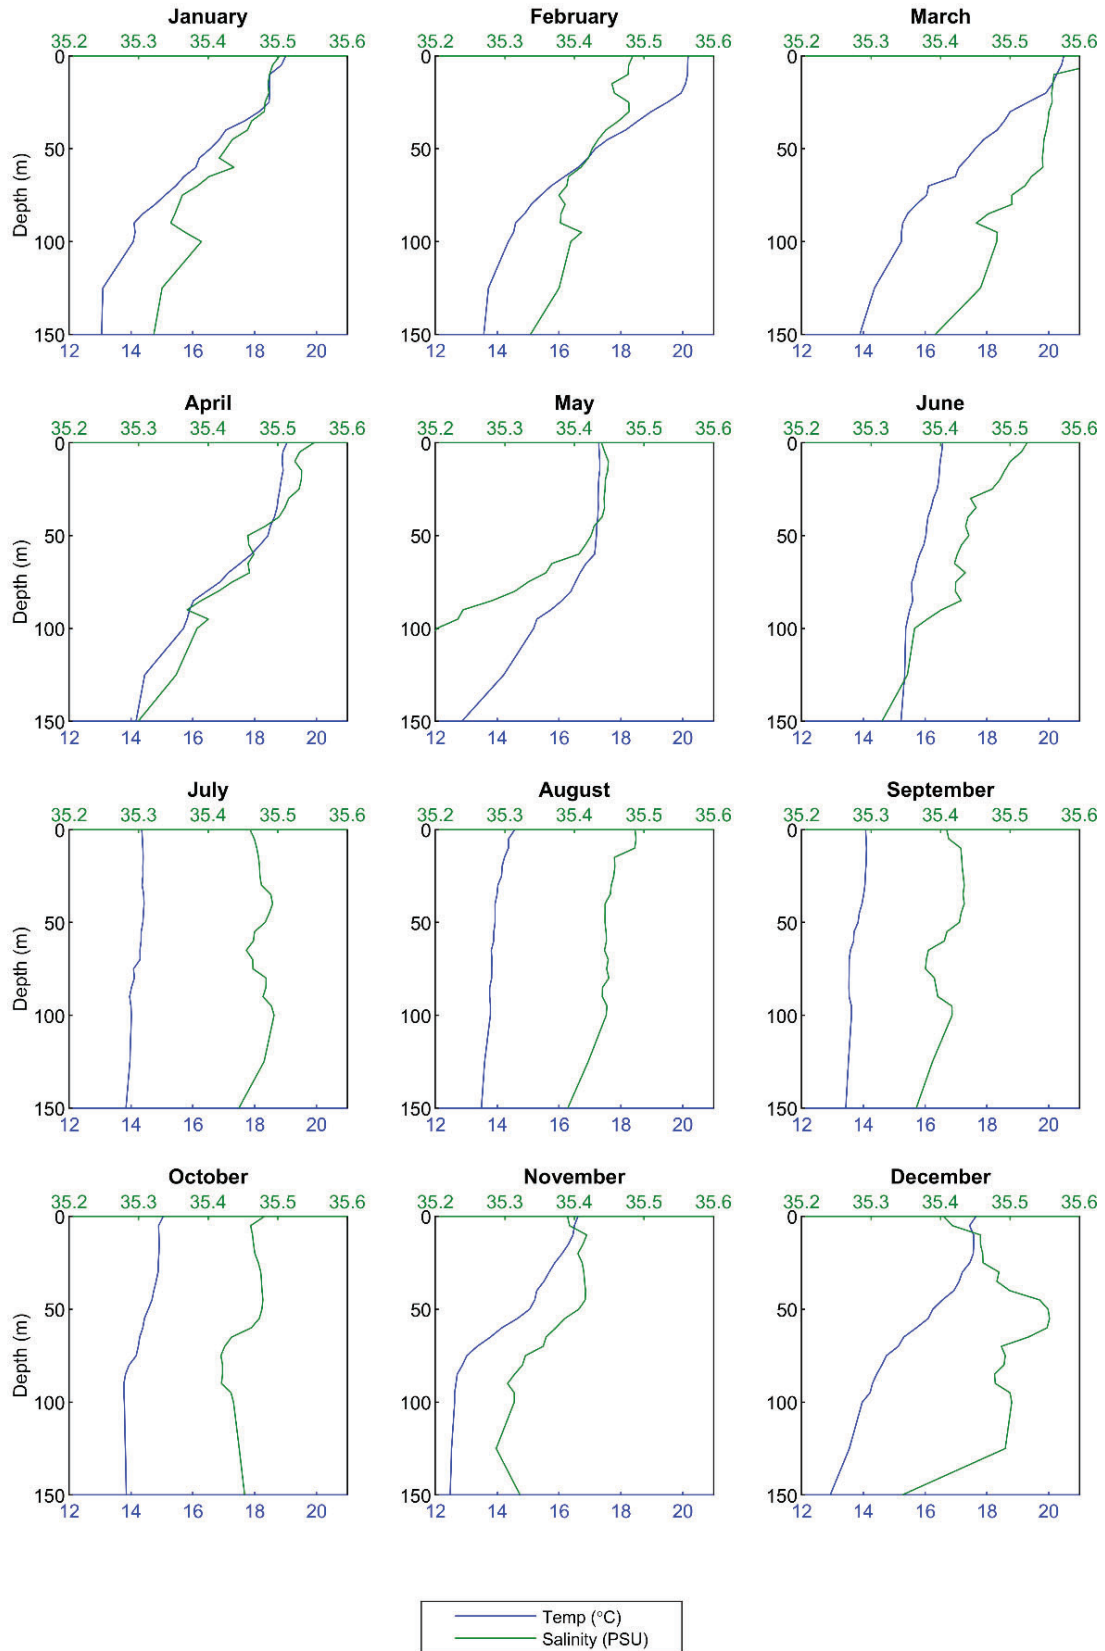 January February March
35.2 35.3 35.4 35.5 35.6 35.2 35.3 35.4 35.5 35.6 35.2 35.3 35.4 35.5 35.6
0 0 0
50 50 50
Depth (m)
100 100 100
150 150 150
12 14 16 18 20 12 14 16 18 20 12 14 16 18 20
April May June
35.2 35.3 35.4 35.5 35.6 35.2 35.3 35.4 35.5 35.6 35.2 35.3 35.4 35.5 35.6
0 0 0
50 50 50
Depth (m)
100 100 100
150 150 150
12 14 16 18 20 12 14 16 18 20 12 14 16 18 20
July August September
35.2 35.3 35.4 35.5 35.6 35.2 35.3 35.4 35.5 35.6 35.2 35.3 35.4 35.5 35.6
0 0 0
50 50 50
Depth (m)
100 100 100
150 150 150
12 14 16 18 20 12 14 16 18 20 12 14 16 18 20
October November December
35.2 35.3 35.4 35.5 35.6 35.2 35.3 35.4 35.5 35.6 35.2 35.3 35.4 35.5 35.6
0 0 0
50 50 50
Depth (m)
100 100 100
150 150 150
12 14 16 18 20 12 14 16 18 20 12 14 16 18 20
Temp (°C)
Salinity (PSU)